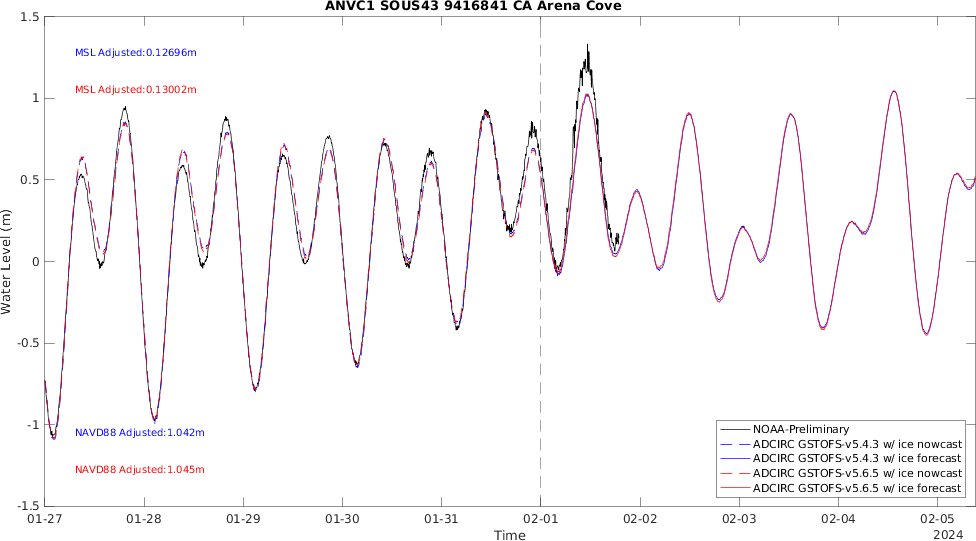 ANVC1 SOUS43 9416841 CA Arena Cove
1.5
1
0.5
0
-0.5
-1
-1.5
Water Level (m)
MSL Adjusted:0.12696m
MSL Adjusted:0.13002m
NAVD88 Adjusted:1.042m
NAVD88 Adjusted:1.045m
NOAA-Preliminary
ADCIRC GSTOFS-v5.4.3 w/ ice nowcast
ADCIRC GSTOFS-v5.4.3 w/ ice forecast
ADCIRC GSTOFS-v5.6.5 w/ ice nowcast
ADCIRC GSTOFS-v5.6.5 w/ ice forecast
01-27 01-28 01-29 01-30 01-31 02-01 02-02 02-03 02-04 02-05
Time
2024